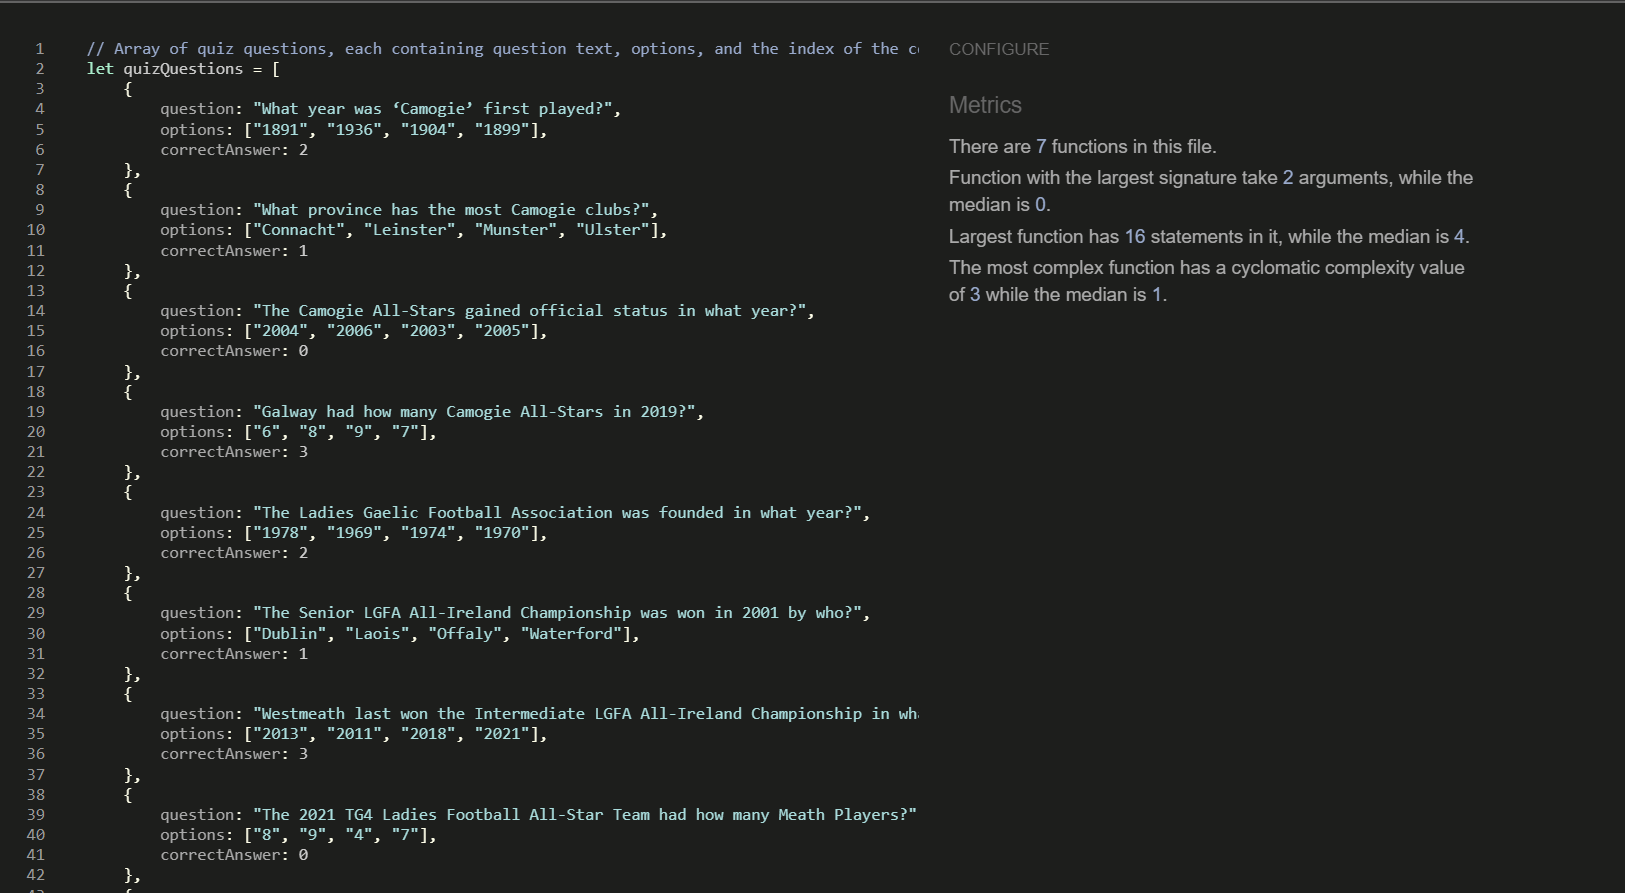 1 // Array of quiz questions, each containing question text, options, and the index of the c
2 let quizQuestions = [
3 {
4 question: "What year was ‘Camogie’ first played?",
5 options: ["1891", "1936", "1904", "1899"],
6 correctAnswer: 2
7 },
8 {
9 question: "What province has the most Camogie clubs?",
10 options: ["Connacht", "Leinster", "Munster", "Ulster"],
11 correctAnswer: 1
12 },
13 {
14 question: "The Camogie All-Stars gained official status in what year?",
15 options: ["2004", "2006", "2003", "2005"],
16 correctAnswer: 0
17 },
18 {
19 question: "Galway had how many Camogie All-Stars in 2019?",
20 options: ["6", "8", "9", "7"],
21 correctAnswer: 3
22 },
23 {
24 question: "The Ladies Gaelic Football Association was founded in what year?",
25 options: ["1978", "1969", "1974", "1970"],
26 correctAnswer: 2
27 },
28 {
29 question: "The Senior LGFA All-Ireland Championship was won in 2001 by who?",
30 options: ["Dublin", "Laois", "Offaly", "Waterford"],
31 correctAnswer: 1
32 },
33 {
34 question: "Westmeath last won the Intermediate LGFA All-Ireland Championship in wh
35 options: ["2013", "2011", "2018", "2021"],
36 correctAnswer: 3
37 },
38 {
39 question: "The 2021 TG4 Ladies Football All-Star Team had how many Meath Players?"
40 options: ["8", "9", "4", "7"],
41 correctAnswer: 0
42 },
CONFIGURE
Metrics
There are 7 functions in this file.
Function with the largest signature take 2 arguments, while the
median is 0.
Largest function has 16 statements in it, while the median is 4.
The most complex function has a cyclomatic complexity value
of 3 while the median is 1.